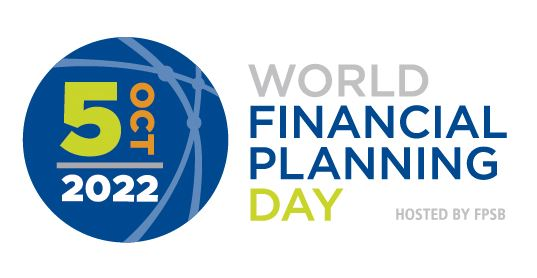 5
OCT
2022
WORLD
FINANCIAL
PLANNING
DAY
HOSTED BY FPSB